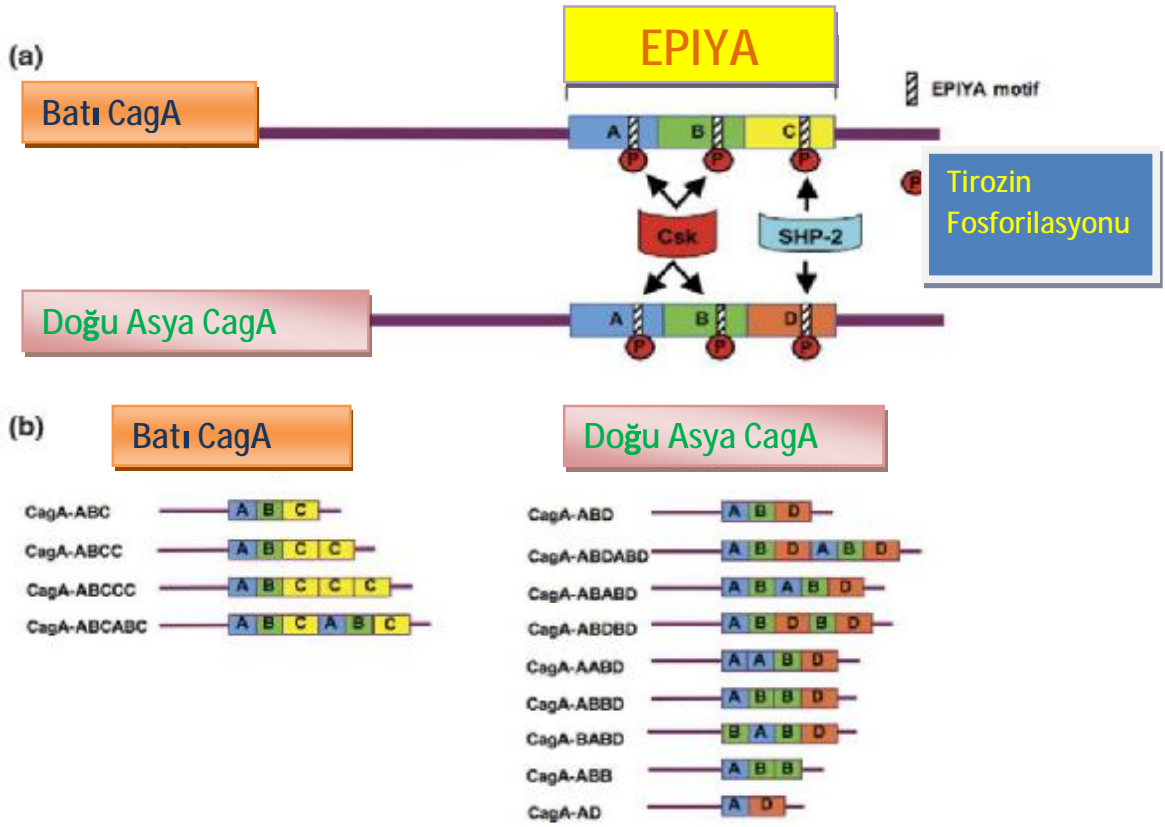 (a)
EPIYA
EPIYA motif
Batı CagA
A B C
P P P
P
Tirozin
Fosforilasyonu
Csk SHP-2
Doğu Asya CagA
A B D
P P P
(b)
Batı CagA
Doğu Asya CagA
CagA-ABC A B C
CagA-ABCC A B C C
CagA-ABCCC A B C C C
CagA-ABCABC A B C A B C
CagA-ABD A B D
CagA-ABDABD A B D A B D
CagA-ABABD A B A B D
CagA-ABDBD A B D B D
CagA-AABD A A B D
CagA-ABBD A B B D
CagA-BABD B A B D
CagA-ABB A B B
CagA-AD A D